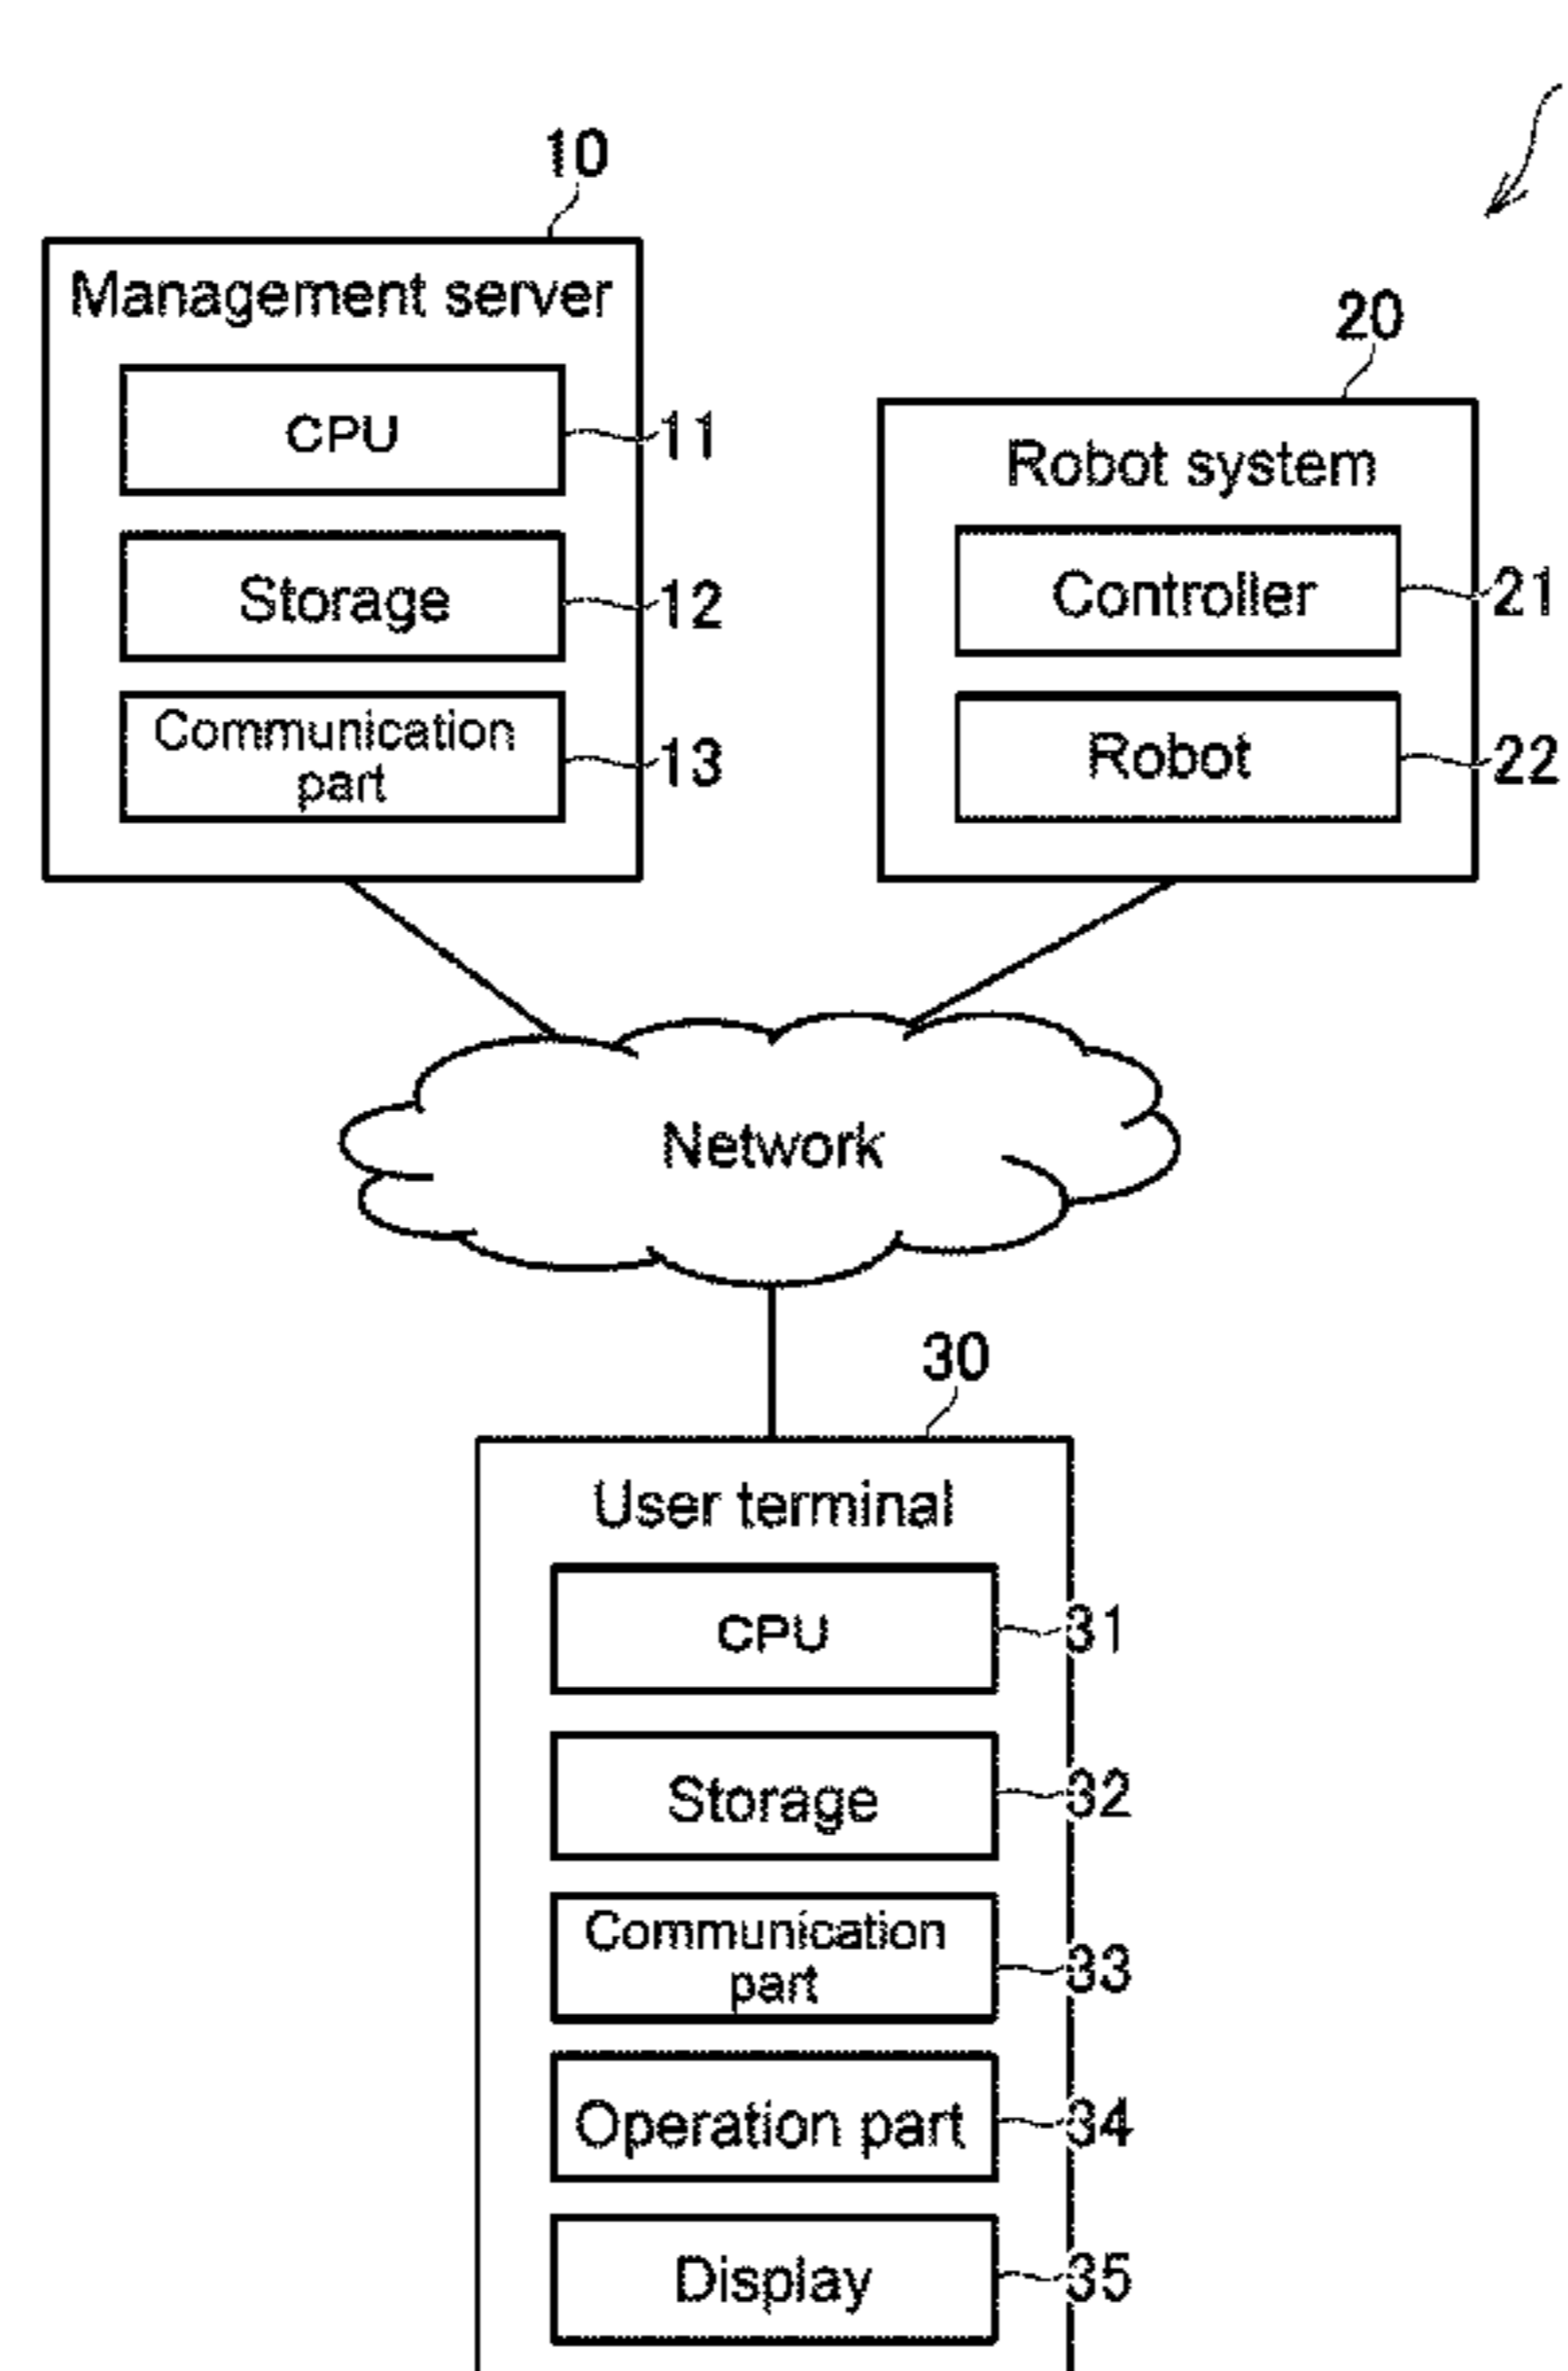 10
Management server
CPU
11
Storage
12
Communication
part
13
20
Robot system
Controller
21
Robot
22
Network
30
User terminal
CPU
31
Storage
32
Communication
part
33
Operation part
34
Display
35